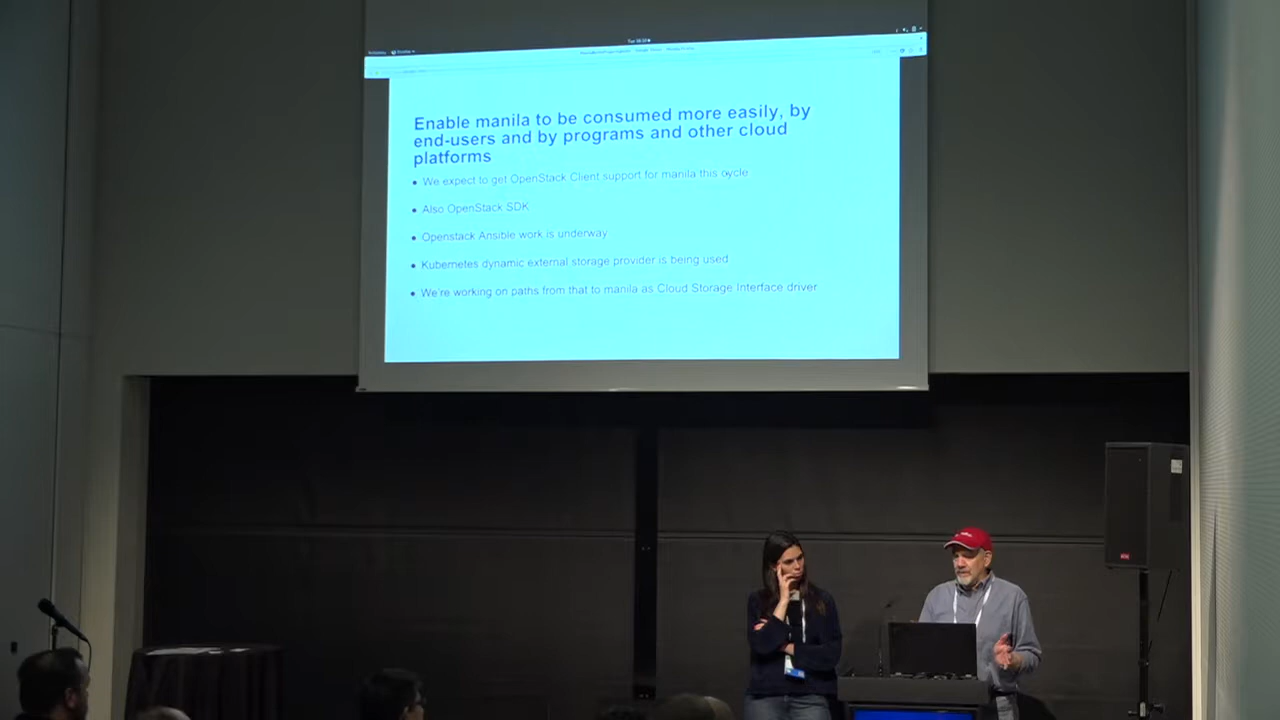 Enable manila to be consumed more easily, by
end-users and by programs and other cloud
platforms
• We expect to get OpenStack Client support for manila this cycle
• Also OpenStack SDK
• Openstack Ansible work is underway
• Kubernetes dynamic external storage provider is being used
• We're working on paths from that to manila as Cloud Storage Interface driver